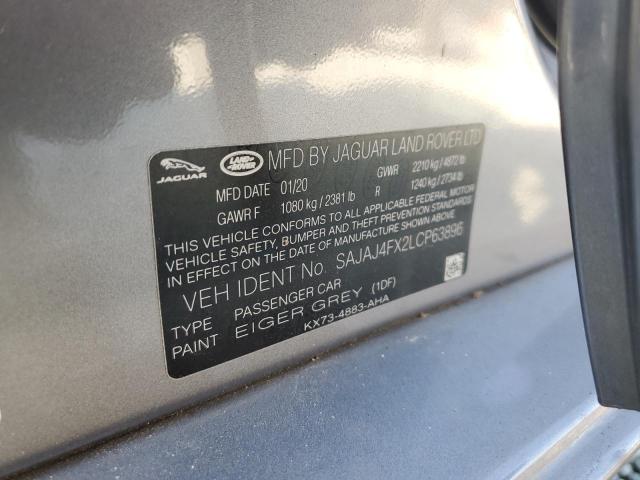 JAGUAR
LAND ROVER
MFD BY JAGUAR LAND ROVER LTD
MFD DATE 01/20 GVWR 2210 kg / 4872 lb
GAWR F 1080 kg / 2381 lb R 1240 kg / 2734 lb
THIS VEHICLE CONFORMS TO ALL APPLICABLE FEDERAL MOTOR
VEHICLE SAFETY, BUMPER AND THEFT PREVENTION STANDARDS
IN EFFECT ON THE DATE OF MANUFACTURE SHOWN ABOVE
VEH IDENT No. SAJAJ4FX2LCP63896
TYPE PASSENGER CAR
PAINT EIGER GREY (1DF)
KX73-4883-AHA